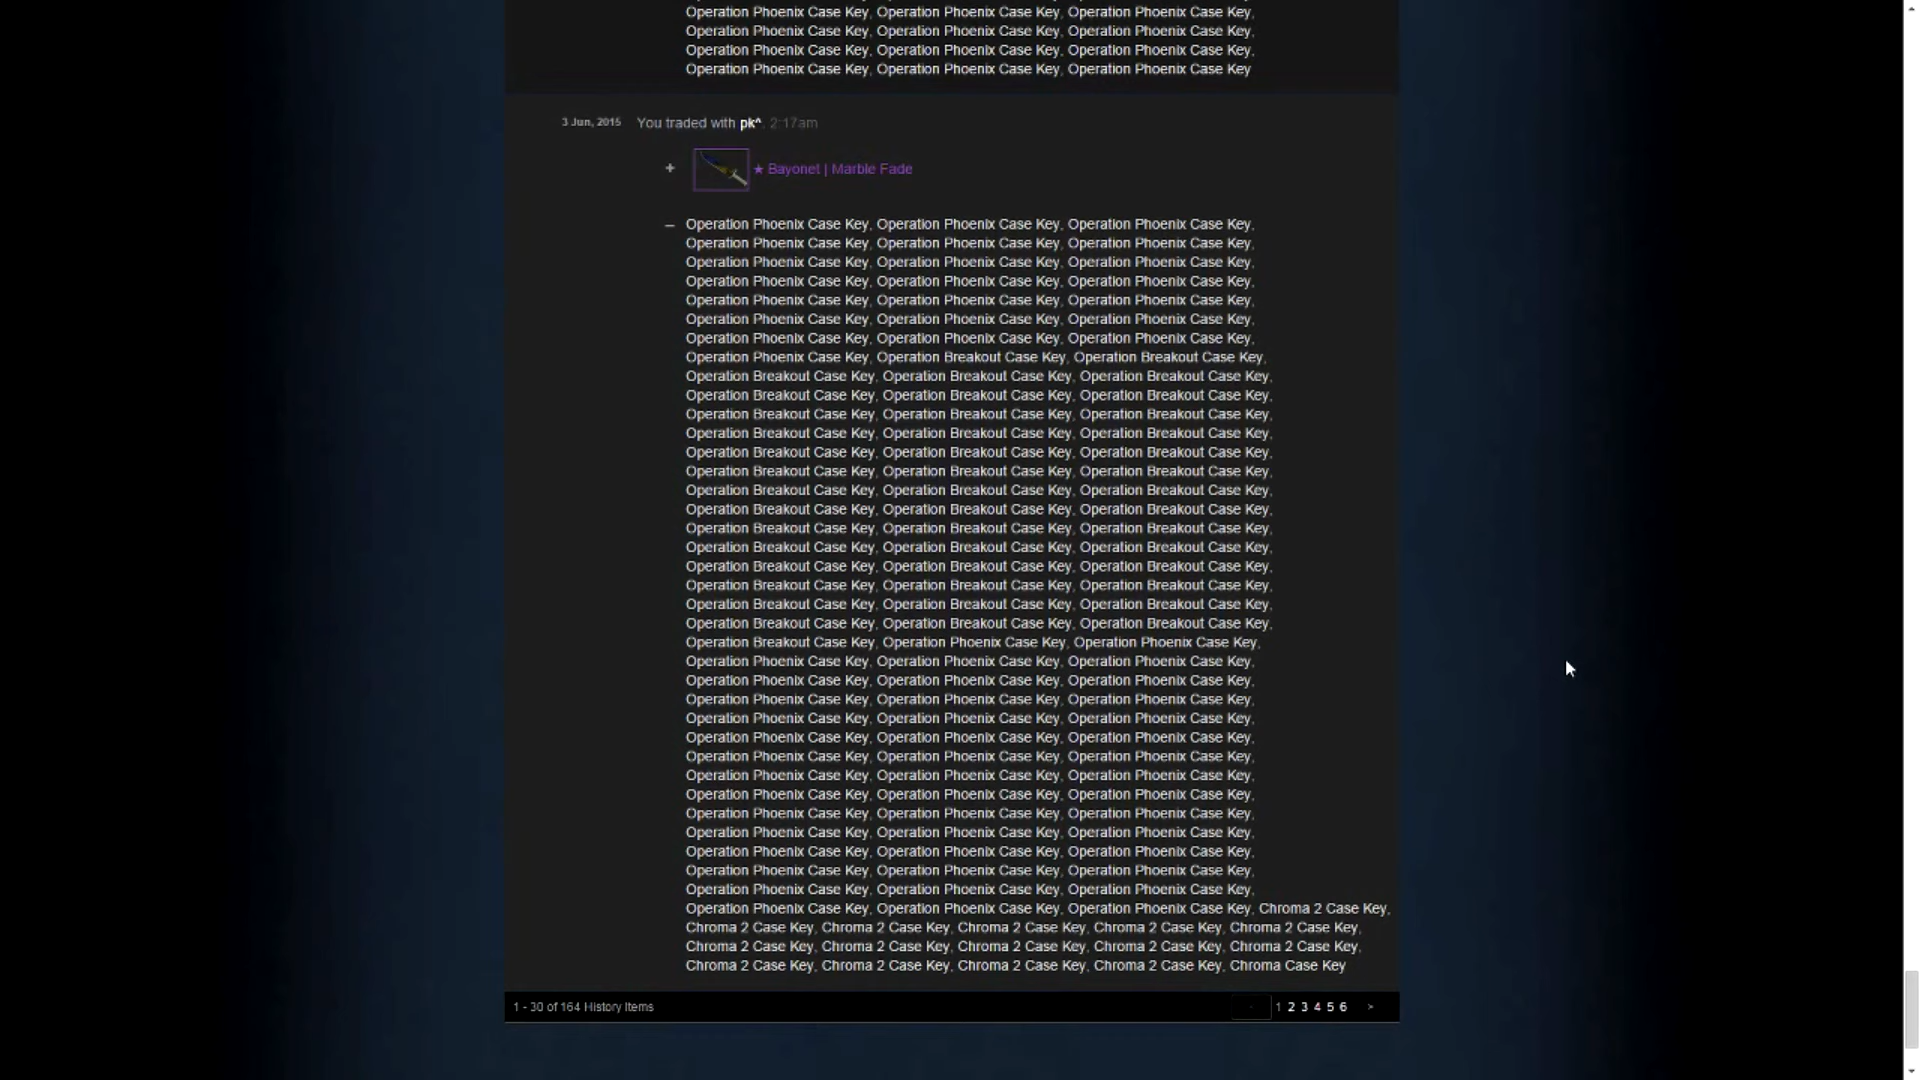 Operation Phoenix Case Key, Operation Phoenix Case Key, Operation Phoenix Case Key,
Operation Phoenix Case Key, Operation Phoenix Case Key, Operation Phoenix Case Key,
Operation Phoenix Case Key, Operation Phoenix Case Key, Operation Phoenix Case Key,
Operation Phoenix Case Key, Operation Phoenix Case Key, Operation Phoenix Case Key
3 Jun, 2015 You traded with pk^. 2:17am
+ ★ Bayonet | Marble Fade
– Operation Phoenix Case Key, Operation Phoenix Case Key, Operation Phoenix Case Key,
Operation Phoenix Case Key, Operation Phoenix Case Key, Operation Phoenix Case Key,
Operation Phoenix Case Key, Operation Phoenix Case Key, Operation Phoenix Case Key,
Operation Phoenix Case Key, Operation Phoenix Case Key, Operation Phoenix Case Key,
Operation Phoenix Case Key, Operation Phoenix Case Key, Operation Phoenix Case Key,
Operation Phoenix Case Key, Operation Phoenix Case Key, Operation Phoenix Case Key,
Operation Phoenix Case Key, Operation Phoenix Case Key, Operation Phoenix Case Key,
Operation Phoenix Case Key, Operation Breakout Case Key, Operation Breakout Case Key,
Operation Breakout Case Key, Operation Breakout Case Key, Operation Breakout Case Key,
Operation Breakout Case Key, Operation Breakout Case Key, Operation Breakout Case Key,
Operation Breakout Case Key, Operation Breakout Case Key, Operation Breakout Case Key,
Operation Breakout Case Key, Operation Breakout Case Key, Operation Breakout Case Key,
Operation Breakout Case Key, Operation Breakout Case Key, Operation Breakout Case Key,
Operation Breakout Case Key, Operation Breakout Case Key, Operation Breakout Case Key,
Operation Breakout Case Key, Operation Breakout Case Key, Operation Breakout Case Key,
Operation Breakout Case Key, Operation Breakout Case Key, Operation Breakout Case Key,
Operation Breakout Case Key, Operation Breakout Case Key, Operation Breakout Case Key,
Operation Breakout Case Key, Operation Breakout Case Key, Operation Breakout Case Key,
Operation Breakout Case Key, Operation Breakout Case Key, Operation Breakout Case Key,
Operation Breakout Case Key, Operation Breakout Case Key, Operation Breakout Case Key,
Operation Breakout Case Key, Operation Breakout Case Key, Operation Breakout Case Key,
Operation Breakout Case Key, Operation Breakout Case Key, Operation Breakout Case Key,
Operation Breakout Case Key, Operation Phoenix Case Key, Operation Phoenix Case Key,
Operation Phoenix Case Key, Operation Phoenix Case Key, Operation Phoenix Case Key,
Operation Phoenix Case Key, Operation Phoenix Case Key, Operation Phoenix Case Key,
Operation Phoenix Case Key, Operation Phoenix Case Key, Operation Phoenix Case Key,
Operation Phoenix Case Key, Operation Phoenix Case Key, Operation Phoenix Case Key,
Operation Phoenix Case Key, Operation Phoenix Case Key, Operation Phoenix Case Key,
Operation Phoenix Case Key, Operation Phoenix Case Key, Operation Phoenix Case Key,
Operation Phoenix Case Key, Operation Phoenix Case Key, Operation Phoenix Case Key,
Operation Phoenix Case Key, Operation Phoenix Case Key, Operation Phoenix Case Key,
Operation Phoenix Case Key, Operation Phoenix Case Key, Operation Phoenix Case Key,
Operation Phoenix Case Key, Operation Phoenix Case Key, Operation Phoenix Case Key,
Operation Phoenix Case Key, Operation Phoenix Case Key, Operation Phoenix Case Key,
Operation Phoenix Case Key, Operation Phoenix Case Key, Operation Phoenix Case Key,
Operation Phoenix Case Key, Operation Phoenix Case Key, Operation Phoenix Case Key,
Operation Phoenix Case Key, Operation Phoenix Case Key, Operation Phoenix Case Key, Chroma 2 Case Key,
Chroma 2 Case Key, Chroma 2 Case Key, Chroma 2 Case Key, Chroma 2 Case Key, Chroma 2 Case Key,
Chroma 2 Case Key, Chroma 2 Case Key, Chroma 2 Case Key, Chroma 2 Case Key, Chroma 2 Case Key,
Chroma 2 Case Key, Chroma 2 Case Key, Chroma 2 Case Key, Chroma 2 Case Key, Chroma Case Key
1 - 30 of 164 History Items 1 2 3 4 5 6 >